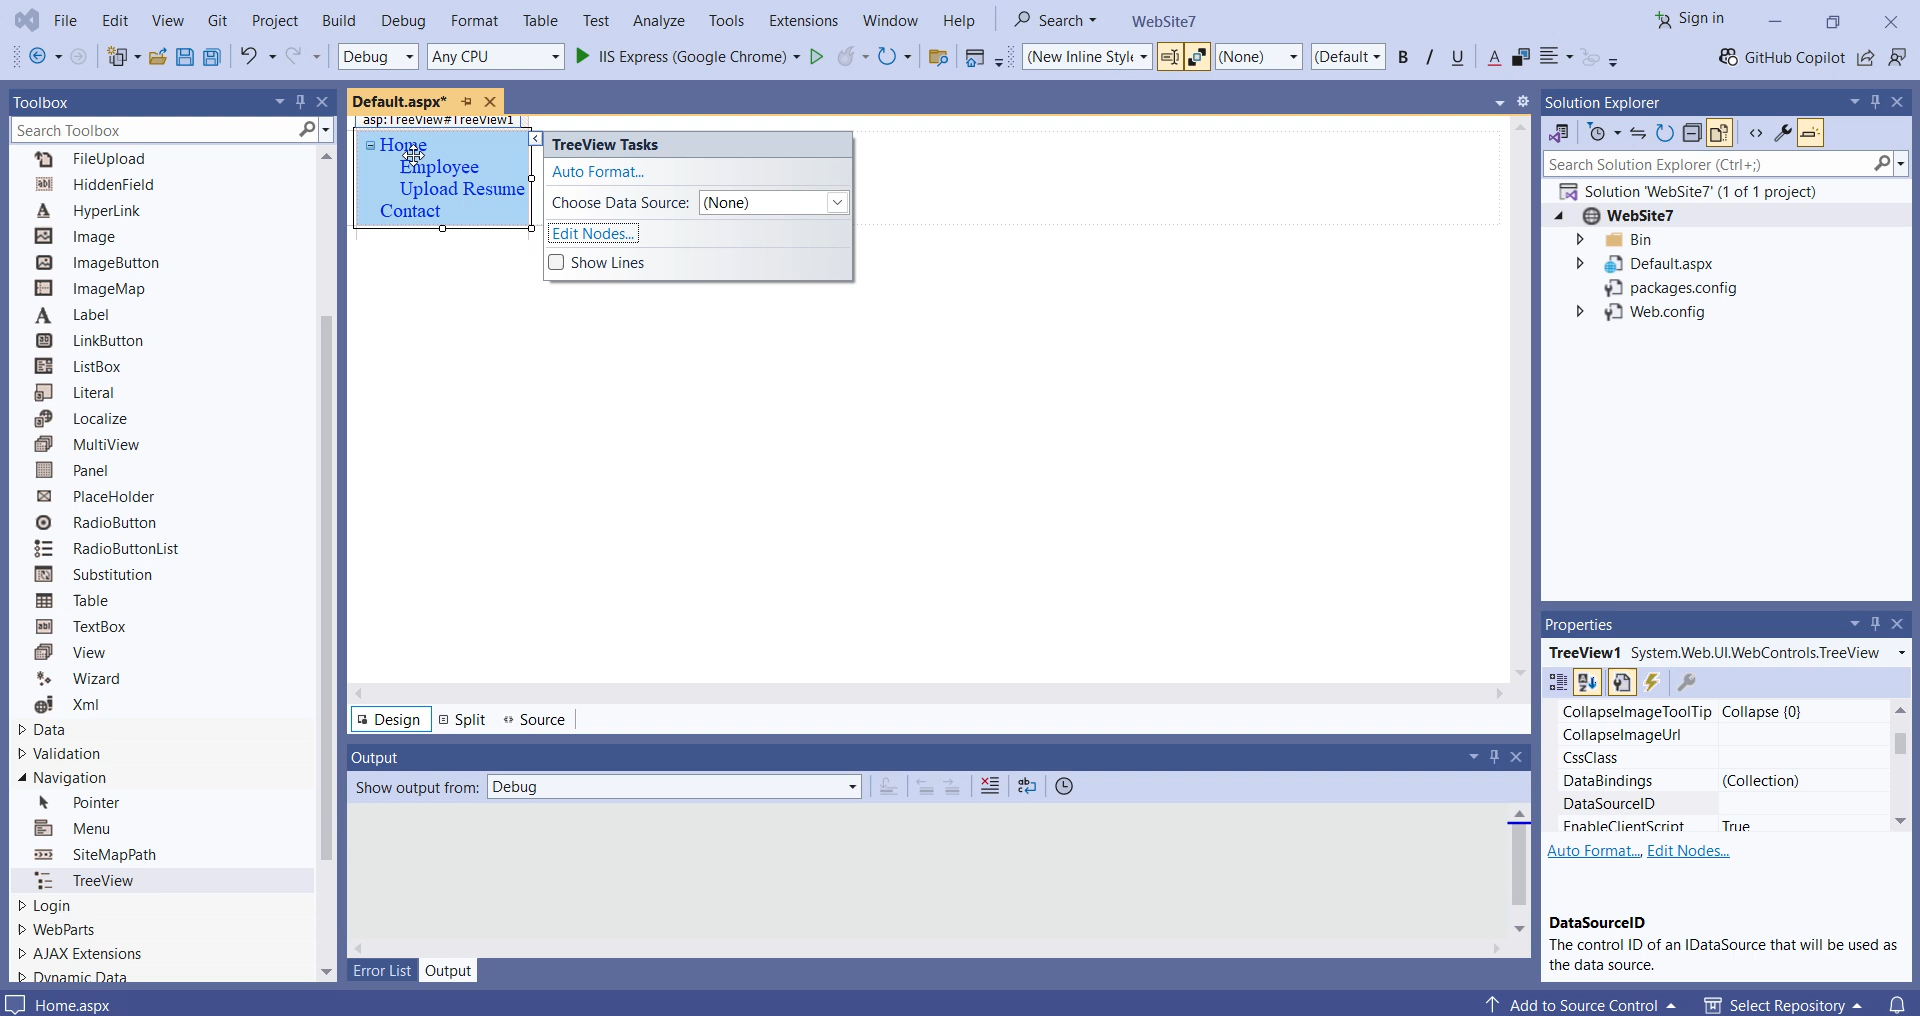 File Edit View Git Project Build Debug Format Table Test Analyze Tools Extensions Window Help Search WebSite7 Sign in
Debug Any CPU IIS Express (Google Chrome) (New Inline Style (None) (Default B I U A GitHub Copilot
Toolbox
Search Toolbox
FileUpload
HiddenField
HyperLink
Image
ImageButton
ImageMap
Label
LinkButton
ListBox
Literal
Localize
MultiView
Panel
PlaceHolder
RadioButton
RadioButtonList
Substitution
Table
TextBox
View
Wizard
Xml
Data
Validation
Navigation
Pointer
Menu
SiteMapPath
TreeView
Login
WebParts
AJAX Extensions
Dynamic Data
Default.aspx*
asp:TreeView#TreeView1
Home
Employee
Upload Resume
Contact
TreeView Tasks
Auto Format...
Choose Data Source: (None)
Edit Nodes...
Show Lines
Design Split Source
Output
Show output from: Debug
Error List Output
Solution Explorer
Search Solution Explorer (Ctrl+;)
Solution 'WebSite7' (1 of 1 project)
WebSite7
Bin
Default.aspx
packages.config
Web.config
Properties
TreeView1 System.Web.UI.WebControls.TreeView
CollapseImageToolTip Collapse {0}
CollapseImageUrl
CssClass
DataBindings (Collection)
DataSourceID
EnableClientScript True
Auto Format..., Edit Nodes...
DataSourceID
The control ID of an IDataSource that will be used as
the data source.
Home.aspx Add to Source Control Select Repository